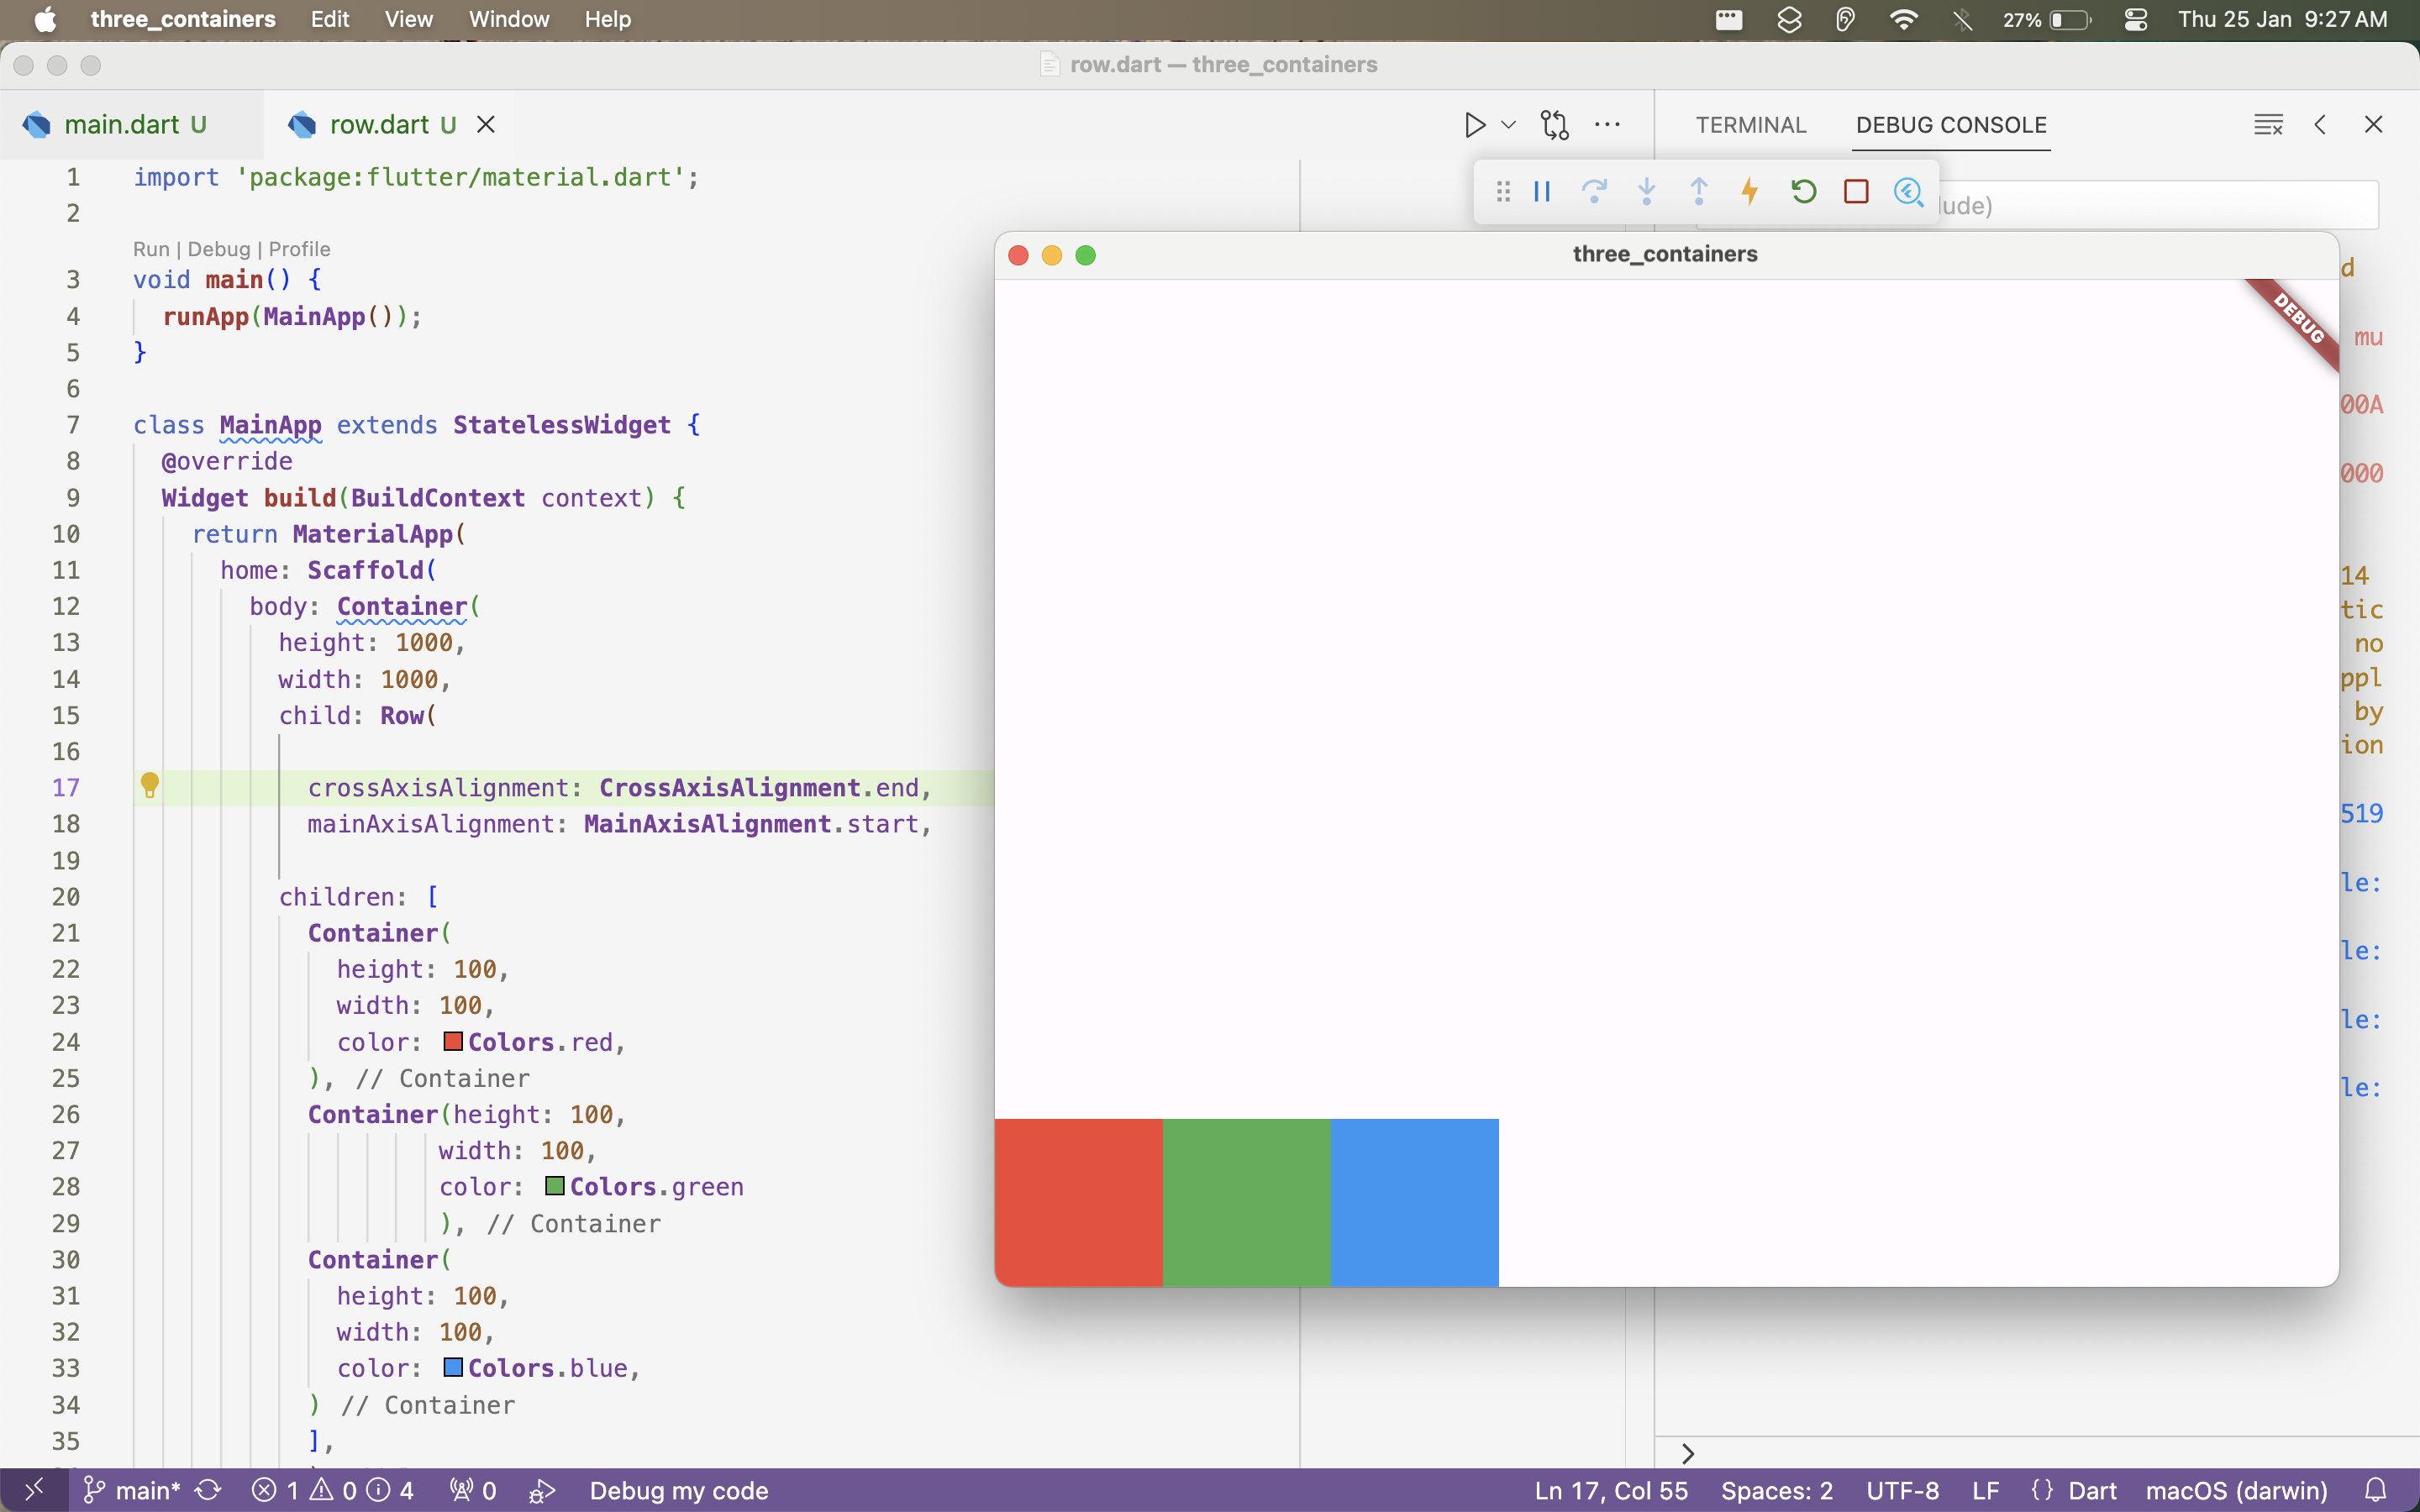 three_containers Edit View Window Help 27% Thu 25 Jan 9:27 AM
row.dart — three_containers
main.dart U row.dart U
TERMINAL DEBUG CONSOLE
1 import 'package:flutter/material.dart';
2
Run | Debug | Profile
3 void main() {
4 runApp(MainApp());
5 }
6
7 class MainApp extends StatelessWidget {
8 @override
9 Widget build(BuildContext context) {
10 return MaterialApp(
11 home: Scaffold(
12 body: Container(
13 height: 1000,
14 width: 1000,
15 child: Row(
16
17 crossAxisAlignment: CrossAxisAlignment.end,
18 mainAxisAlignment: MainAxisAlignment.start,
19
20 children: [
21 Container(
22 height: 100,
23 width: 100,
24 color: Colors.red,
25 ), // Container
26 Container(height: 100,
27 width: 100,
28 color: Colors.green
29 ), // Container
30 Container(
31 height: 100,
32 width: 100,
33 color: Colors.blue,
34 ) // Container
35 ],
lude)
three_containers
DEBUG
d
mu
00A
000
14
tic
no
ppl
by
ion
519
le:
le:
le:
le:
main* 1 0 4 0 Debug my code Ln 17, Col 55 Spaces: 2 UTF-8 LF {} Dart macOS (darwin)